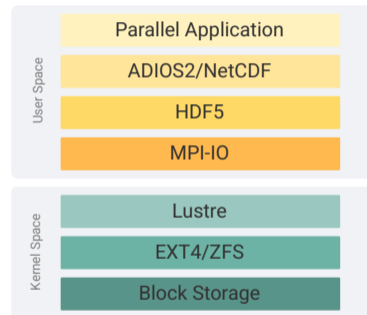 User Space
Parallel Application
ADIOS2/NetCDF
HDF5
MPI-IO
Kernel Space
Lustre
EXT4/ZFS
Block Storage